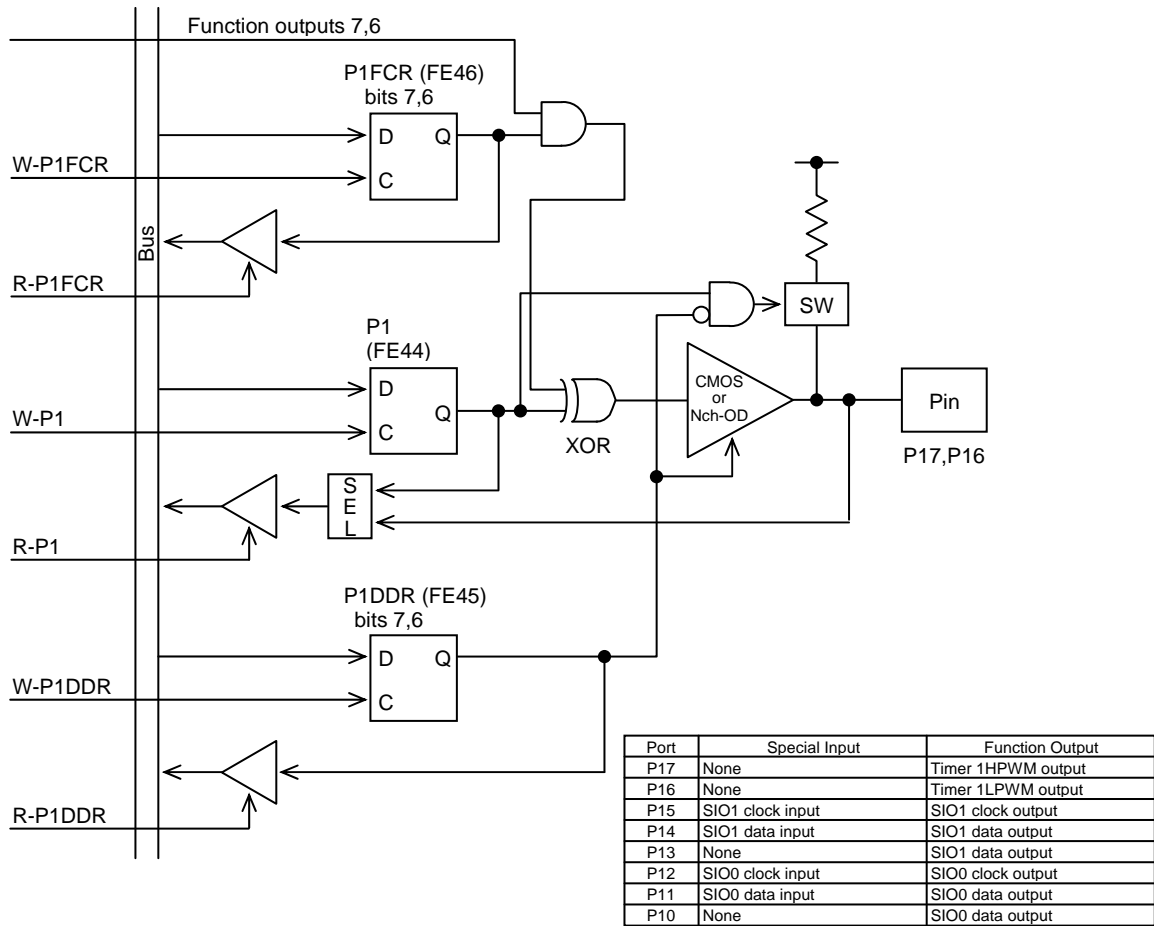 Function outputs 7,6
P1FCR (FE46)
bits 7,6
D Q
W-P1FCR
C
Bus
R-P1FCR
SW
P1
(FE44)
D
Q
CMOS
or
Nch-OD
Pin
W-P1
C
XOR
P17,P16
SEL
R-P1
P1DDR (FE45)
bits 7,6
D Q
W-P1DDR
C
R-P1DDR
Port Special Input Function Output
P17 None Timer 1HPWM output
P16 None Timer 1LPWM output
P15 SIO1 clock input SIO1 clock output
P14 SIO1 data input SIO1 data output
P13 None SIO1 data output
P12 SIO0 clock input SIO0 clock output
P11 SIO0 data input SIO0 data output
P10 None SIO0 data output